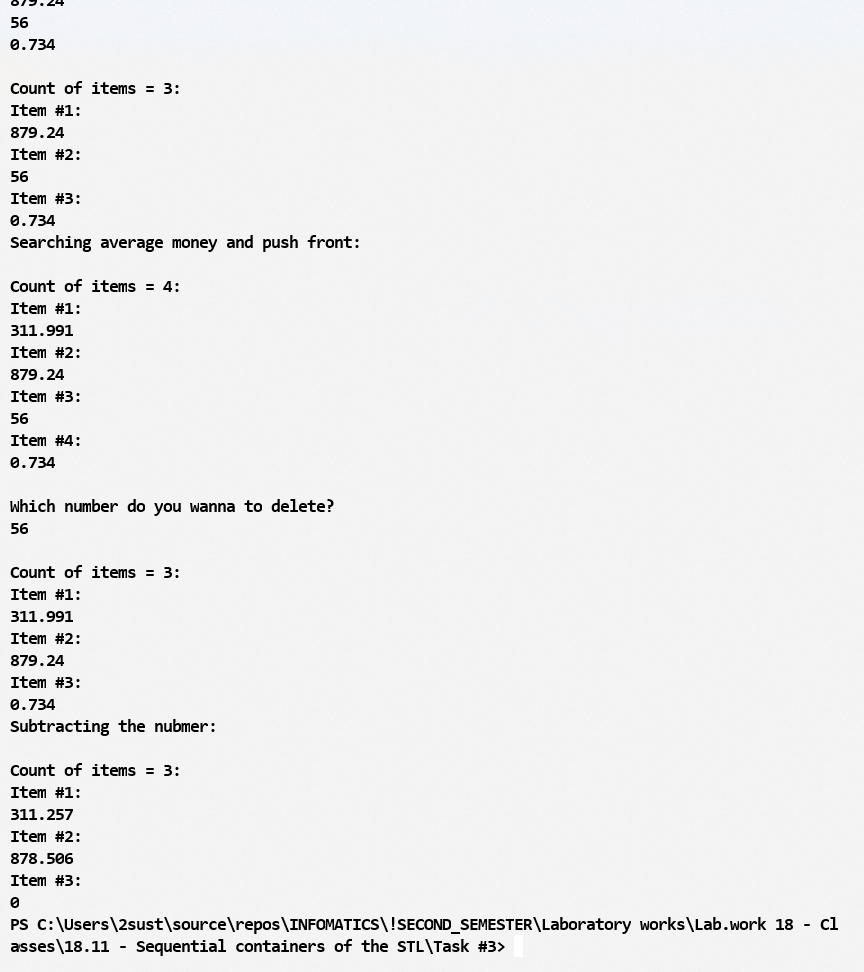 879.24
56
0.734
Count of items = 3:
Item #1:
879.24
Item #2:
56
Item #3:
0.734
Searching average money and push front:
Count of items = 4:
Item #1:
311.991
Item #2:
879.24
Item #3:
56
Item #4:
0.734
Which number do you wanna to delete?
56
Count of items = 3:
Item #1:
311.991
Item #2:
879.24
Item #3:
0.734
Subtracting the nubmer:
Count of items = 3:
Item #1:
311.257
Item #2:
878.506
Item #3:
0
PS C:\Users\2sust\source\repos\INFOMATICS\!SECOND_SEMESTER\Laboratory works\Lab.work 18 - Cl
asses\18.11 - Sequential containers of the STL\Task #3>